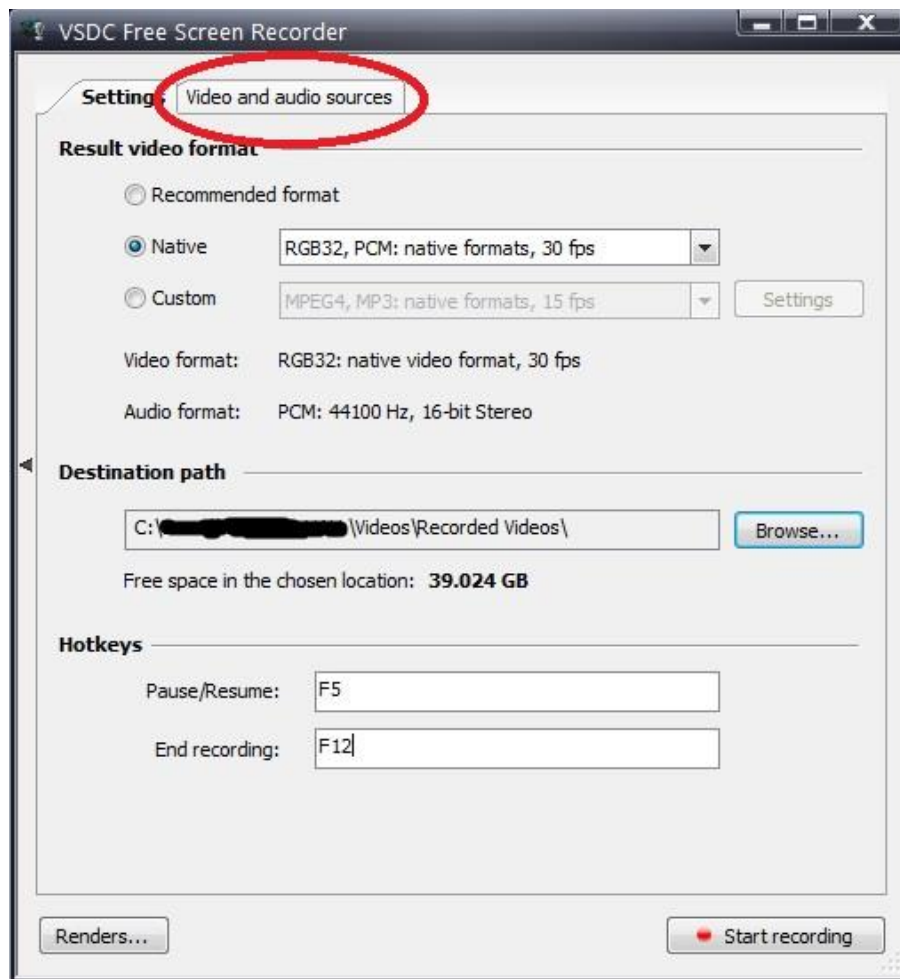 VSDC Free Screen Recorder
Settings Video and audio sources
Result video format
Recommended format
Native RGB32, PCM: native formats, 30 fps
Custom MPEG4, MP3: native formats, 15 fps Settings
Video format: RGB32: native video format, 30 fps
Audio format: PCM: 44100 Hz, 16-bit Stereo
Destination path
C:\ \Videos\Recorded Videos\ Browse...
Free space in the chosen location: 39.024 GB
Hotkeys
Pause/Resume: F5
End recording: F12
Renders... Start recording